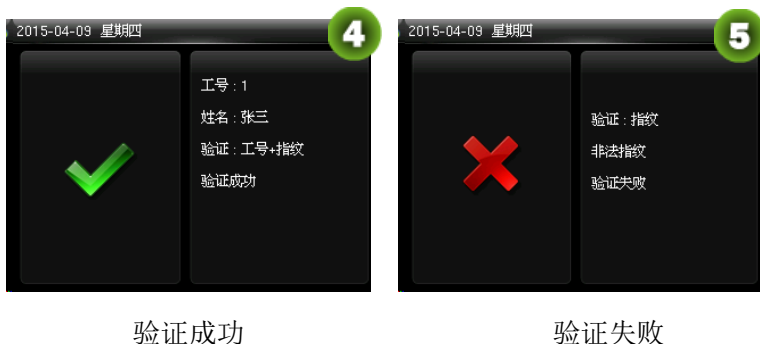 2015-04-09 星期四
4
工号 : 1
姓名 : 张三
验证 : 工号+指纹
验证成功
验证成功
2015-04-09 星期四
5
验证 : 指纹
非法指纹
验证失败
验证失败